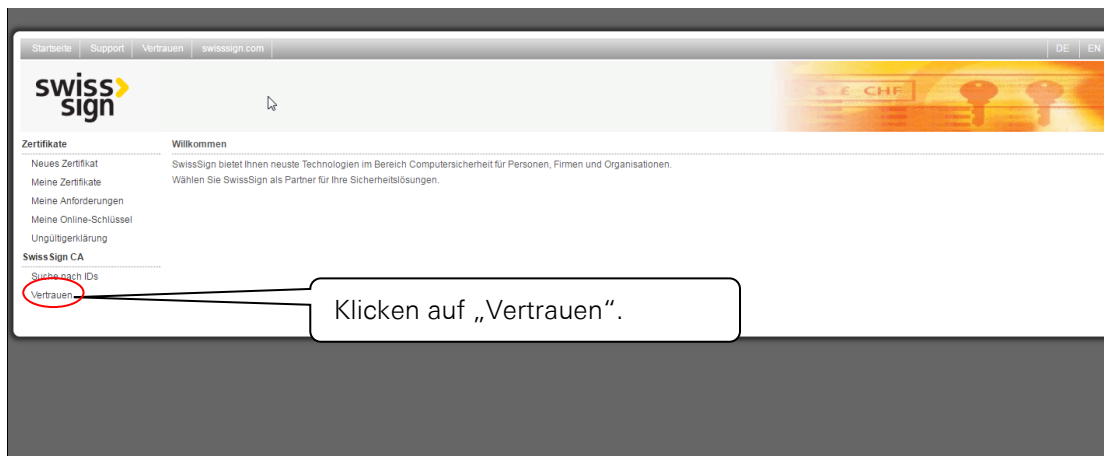 Startseite Support Vertrauen swisssign.com DE EN
swiss
sign
S £ CHF
Zertifikate
Neues Zertifikat
Meine Zertifikate
Meine Anforderungen
Meine Online-Schlüssel
Ungültigerklärung
SwissSign CA
Suche nach IDs
Vertrauen
Willkommen
SwissSign bietet Ihnen neuste Technologien im Bereich Computersicherheit für Personen, Firmen und Organisationen.
Wählen Sie SwissSign als Partner für Ihre Sicherheitslösungen.
Klicken auf „Vertrauen“.